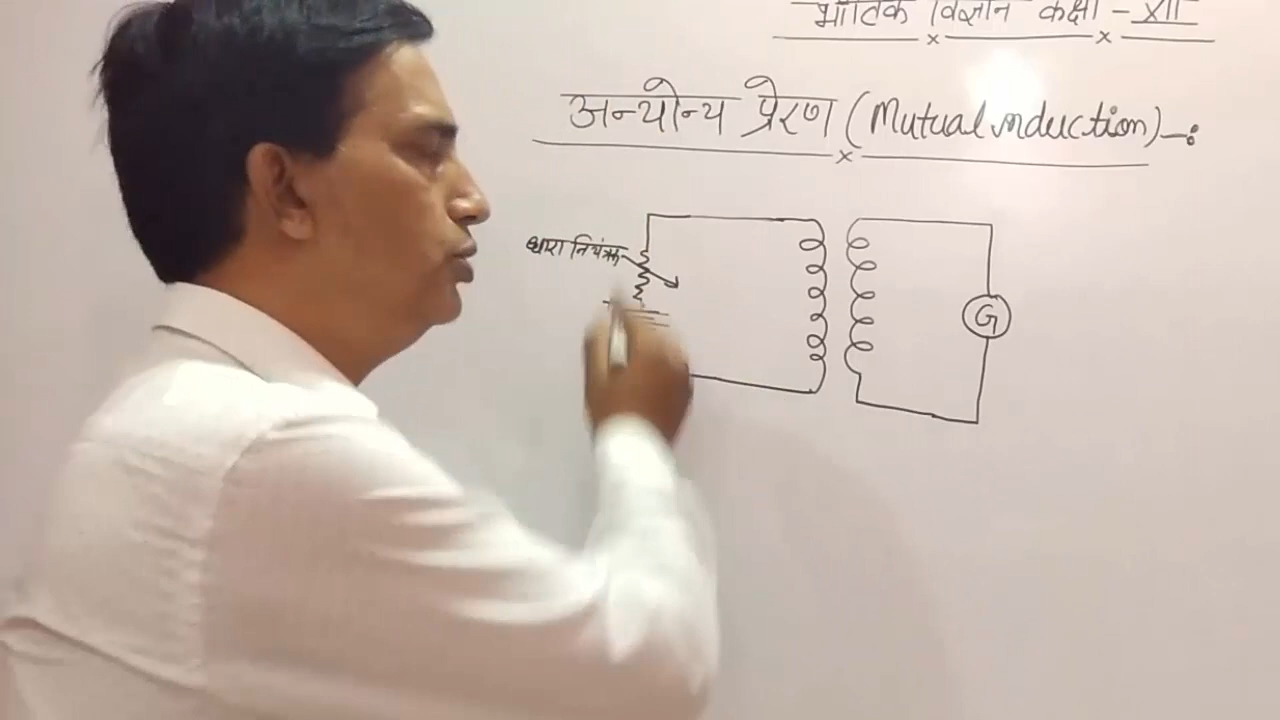 भौतिक विज्ञान कक्षा - XII
अन्योन्य प्रेरण (Mutual induction) -:
धारा नियंत्रक
G